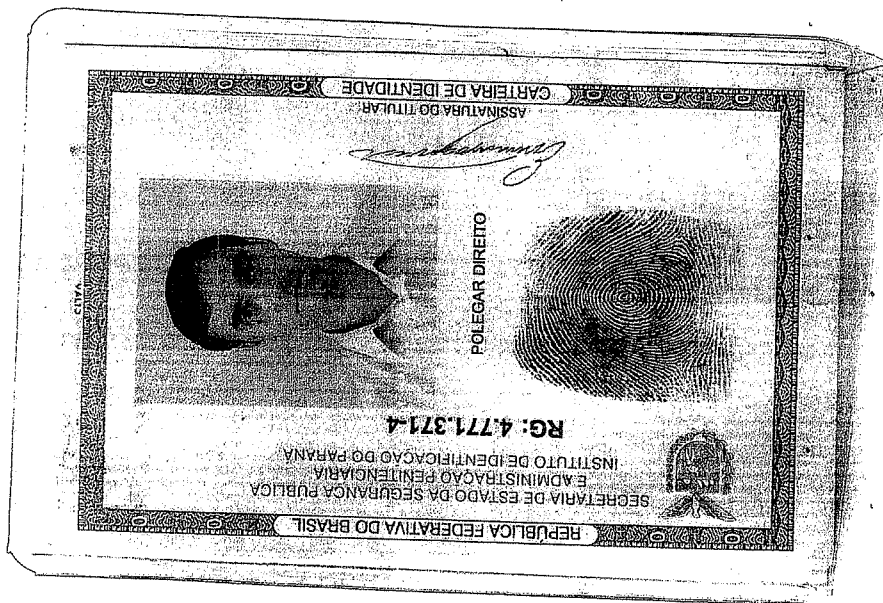 REPÚBLICA FEDERATIVA DO BRASIL
SECRETARIA DE ESTADO DA SEGURANÇA PÚBLICA
E ADMINISTRAÇÃO PENITENCIÁRIA
INSTITUTO DE IDENTIFICAÇÃO DO PARANÁ
RG: 4.771.371-4
POLEGAR DIREITO
ASSINATURA DO TITULAR
CARTEIRA DE IDENTIDADE